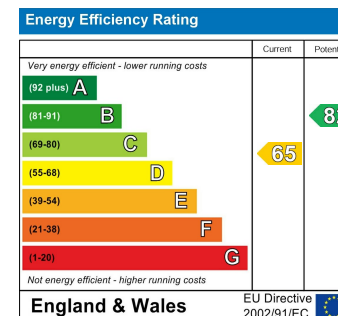 Energy Efficiency Rating
Current
Very energy efficient - lower running costs
(92 plus) A
(81-91) B
(69-80) C
65
(55-68) D
(39-54) E
(21-38) F
(1-20) G
Not energy efficient - higher running costs
England & Wales
EU Directive
2002/91/EC